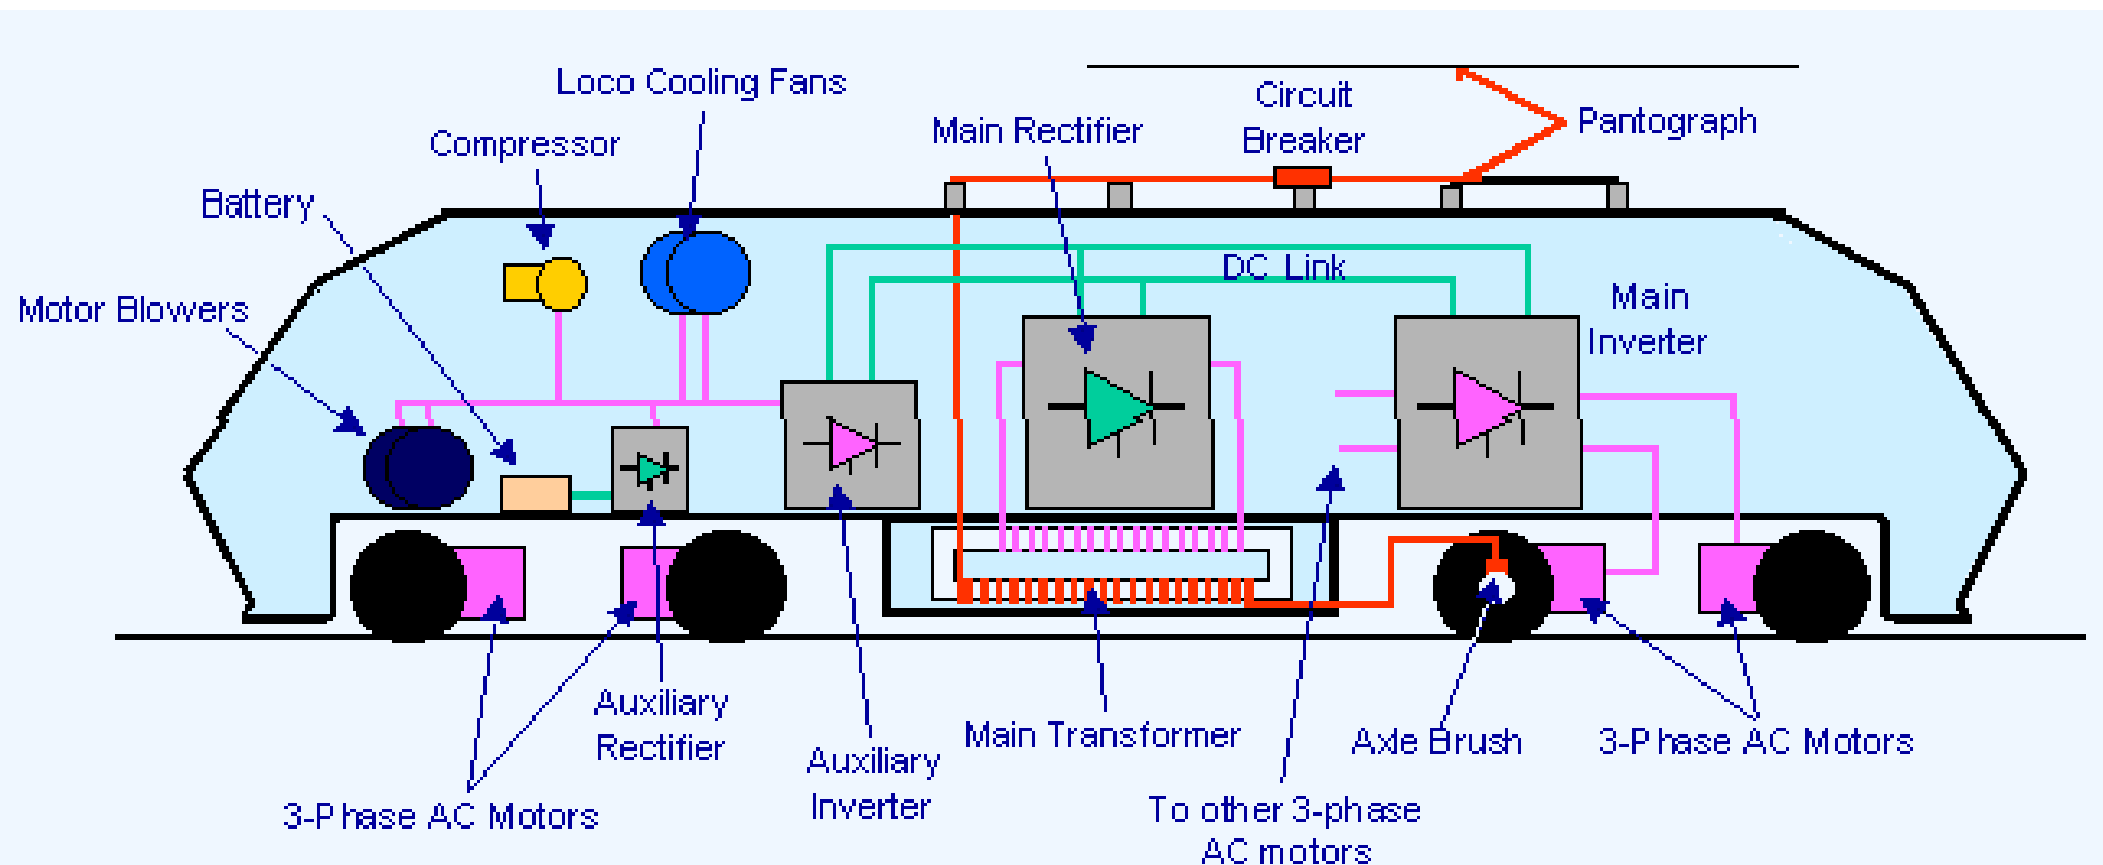 Loco Cooling Fans
Circuit
Breaker
Pantograph
Main Rectifier
Compressor
Battery
DC Link
Main
Inverter
Motor Blowers
Auxiliary
Rectifier
Main Transformer
Axle Brush
3-Phase AC Motors
Auxiliary
Inverter
3-Phase AC Motors
To other 3-phase
AC motors